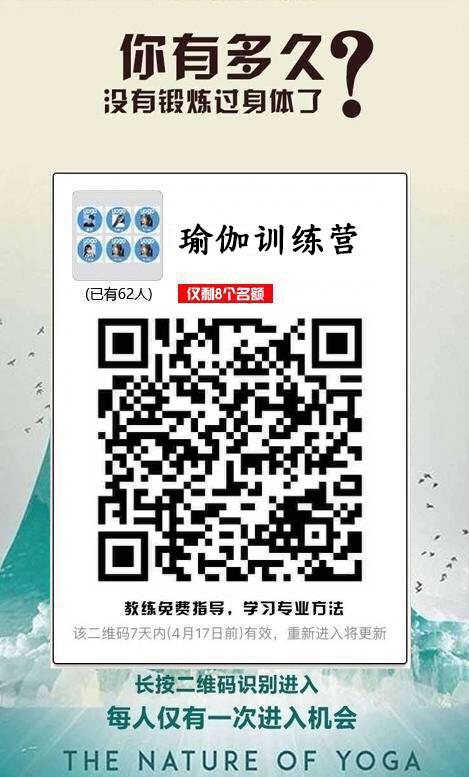 你有多久?
没有锻炼过身体了
瑜伽训练营
(已有62人)
仅剩8个名额
教练免费指导，学习专业方法
该二维码7天内(4月17日前)有效，重新进入将更新
长按二维码识别进入
每人仅有一次进入机会
THE NATURE OF YOGA